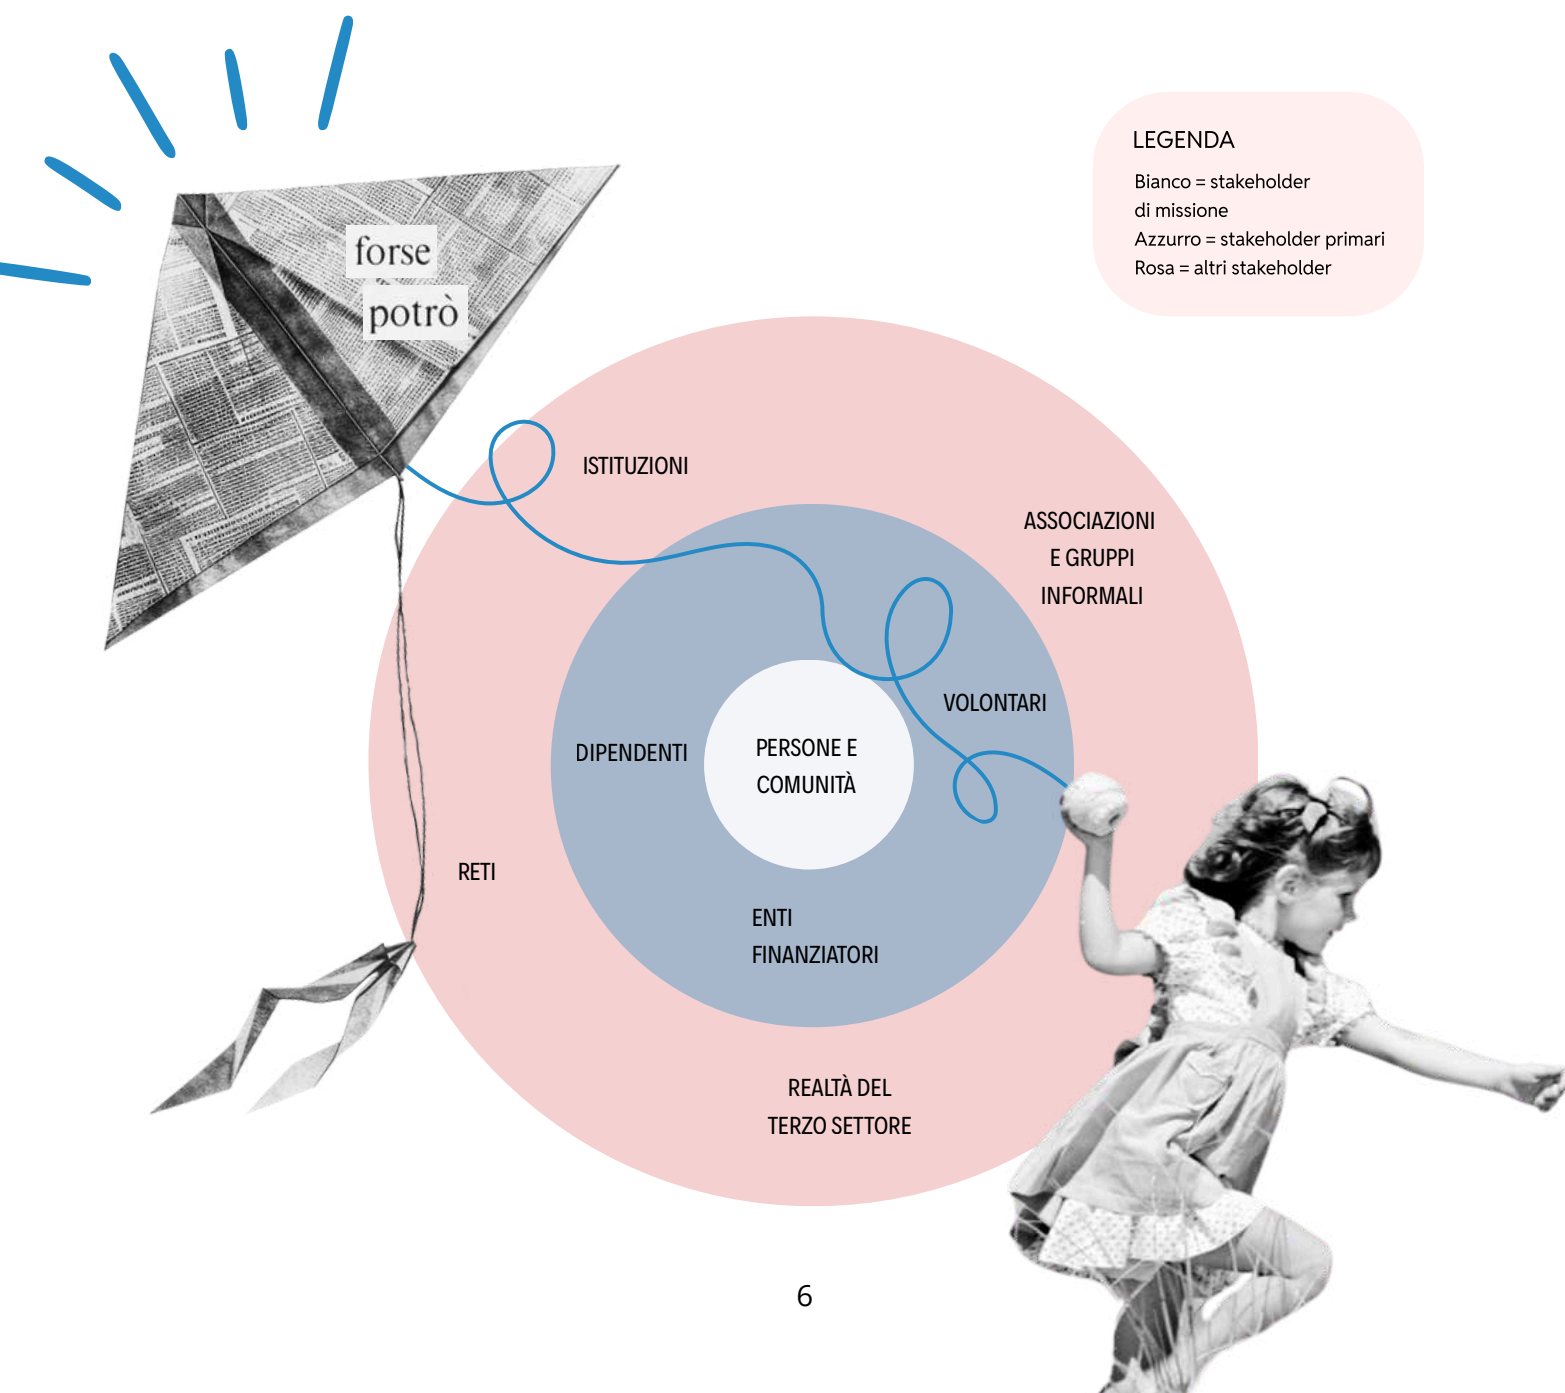 forse
potrò
LEGENDA
Bianco = stakeholder
di missione
Azzurro = stakeholder primari
Rosa = altri stakeholder
ISTITUZIONI
ASSOCIAZIONI
E GRUPPI
INFORMALI
VOLONTARI
DIPENDENTI
PERSONE E
COMUNITÀ
RETI
ENTI
FINANZIATORI
REALTÀ DEL
TERZO SETTORE
6